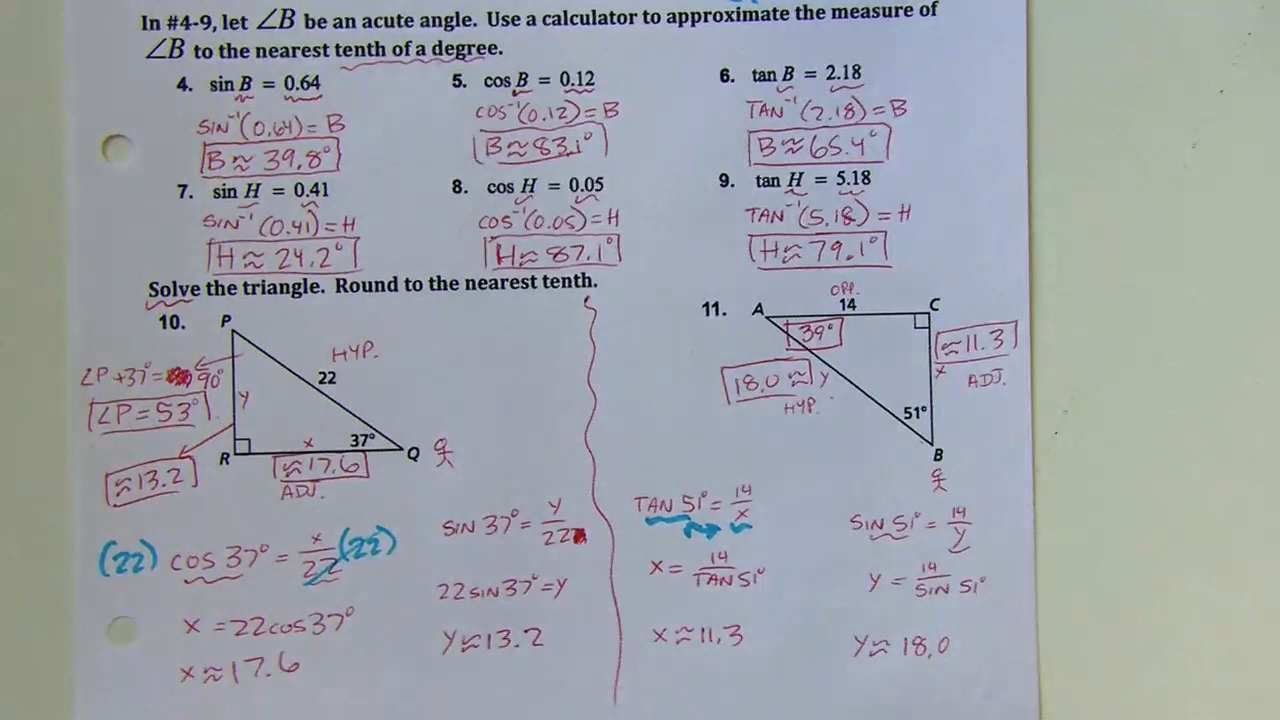 In #4-9, let ∠B be an acute angle. Use a calculator to approximate the measure of
∠B to the nearest tenth of a degree.
4. sin B = 0.64
SIN⁻¹(0.64) = B
B ≈ 39.8°
5. cos B = 0.12
COS⁻¹(0.12) = B
B ≈ 83.1°
6. tan B = 2.18
TAN⁻¹(2.18) = B
B ≈ 65.4°
7. sin H = 0.41
SIN⁻¹(0.41) = H
H ≈ 24.2°
8. cos H = 0.05
COS⁻¹(0.05) = H
H ≈ 87.1°
9. tan H = 5.18
TAN⁻¹(5.18) = H
H ≈ 79.1°
Solve the triangle. Round to the nearest tenth.
10.
P
HYP.
22
∠P + 37° = 90°
∠P = 53°
y
≈13.2
R
x
37°
Q
≈17.6
ADJ.
(22) COS 37° = x/22 (22)
x = 22 COS 37°
x ≈ 17.6
SIN 37° = y/22
22 SIN 37° = y
y ≈ 13.2
11.
OPP.
A
14
C
39°
≈11.3
x
ADJ.
18.0 ≈ y
HYP.
51°
B
TAN 51° = 14/x
x = 14/TAN 51°
x ≈ 11.3
SIN 51° = 14/y
y = 14/SIN 51°
y ≈ 18.0